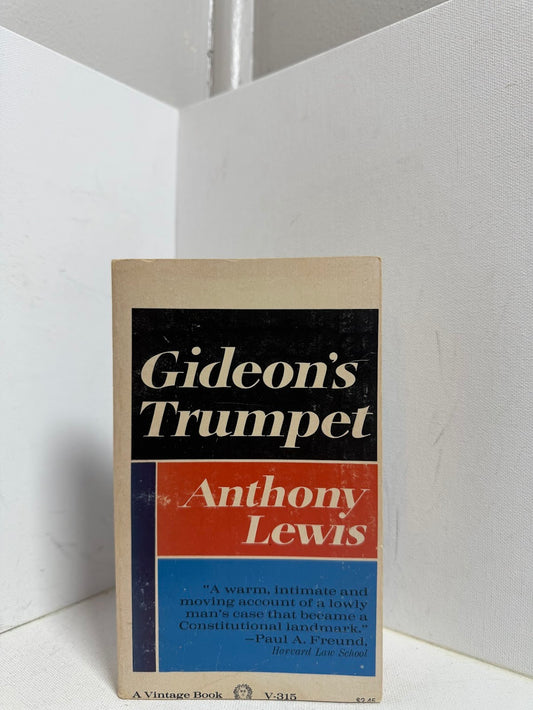 Gideon's
Trumpet
Anthony
Lewis
"A warm, intimate and
moving account of a lowly
man's case that became a
Constitutional landmark."
—Paul A. Freund,
Harvard Law School
A Vintage Book V-315
$2.45